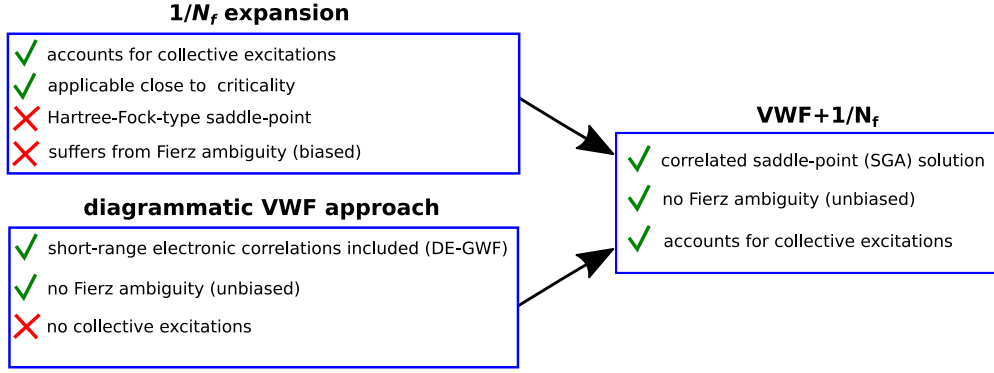 1/N_f expansion
accounts for collective excitations
applicable close to criticality
Hartree-Fock-type saddle-point
suffers from Fierz ambiguity (biased)
diagrammatic VWF approach
short-range electronic correlations included (DE-GWF)
no Fierz ambiguity (unbiased)
no collective excitations
VWF+1/N_f
correlated saddle-point (SGA) solution
no Fierz ambiguity (unbiased)
accounts for collective excitations